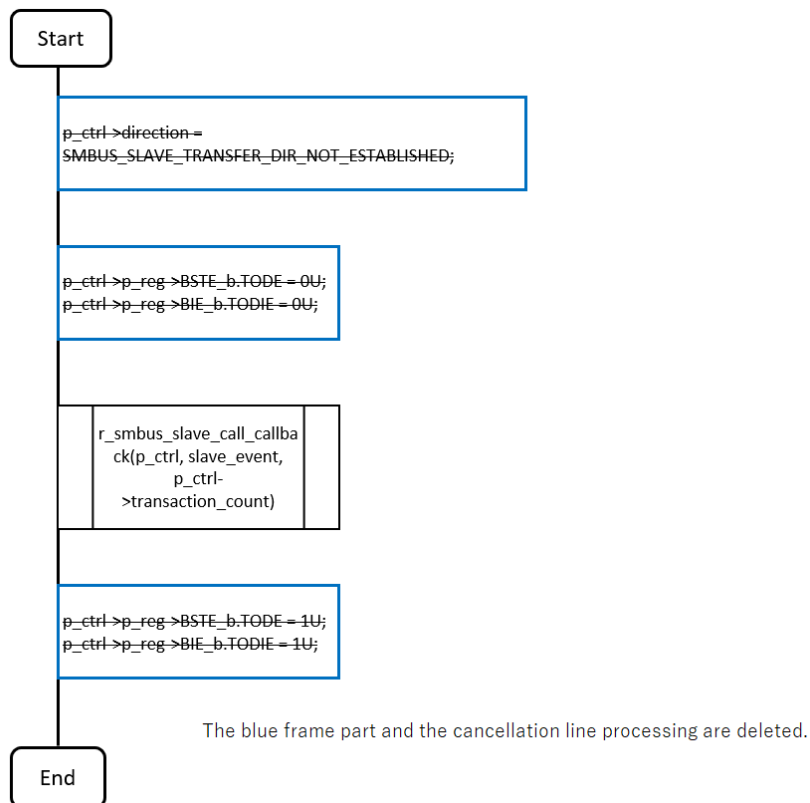 Start
p_ctrl->direction =
SMBUS_SLAVE_TRANSFER_DIR_NOT_ESTABLISHED;
p_ctrl->p_reg->BSTE_b.TODE = 0U;
p_ctrl->p_reg->BIE_b.TODIE = 0U;
r_smbus_slave_call_callba
ck(p_ctrl, slave_event,
p_ctrl-
>transaction_count)
p_ctrl->p_reg->BSTE_b.TODE = 1U;
p_ctrl->p_reg->BIE_b.TODIE = 1U;
The blue frame part and the cancellation line processing are deleted.
End